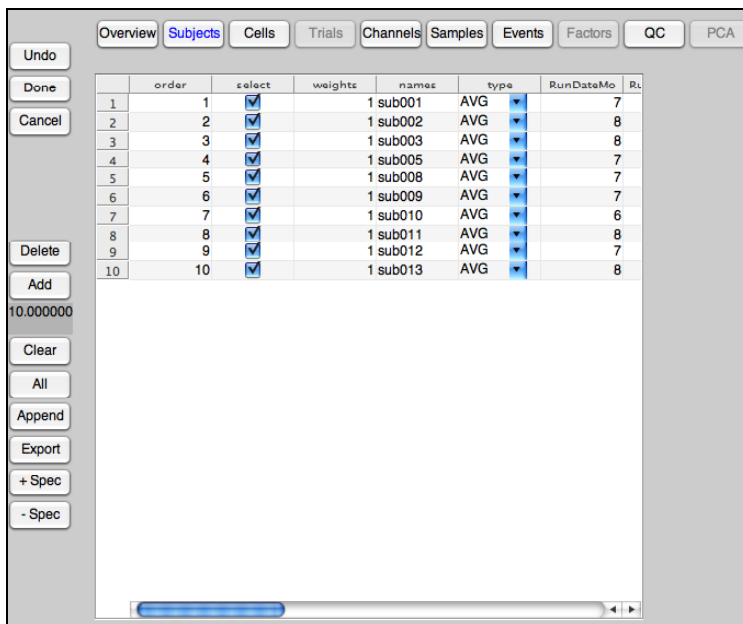 Overview Subjects Cells Trials Channels Samples Events Factors QC PCA
Undo
Done
Cancel
Delete
Add
10.000000
Clear
All
Append
Export
+ Spec
- Spec
order select weights names type RunDateMo Ru
1 1 1 sub001 AVG 7
2 2 1 sub002 AVG 8
3 3 1 sub003 AVG 8
4 4 1 sub005 AVG 7
5 5 1 sub008 AVG 7
6 6 1 sub009 AVG 7
7 7 1 sub010 AVG 6
8 8 1 sub011 AVG 8
9 9 1 sub012 AVG 7
10 10 1 sub013 AVG 8